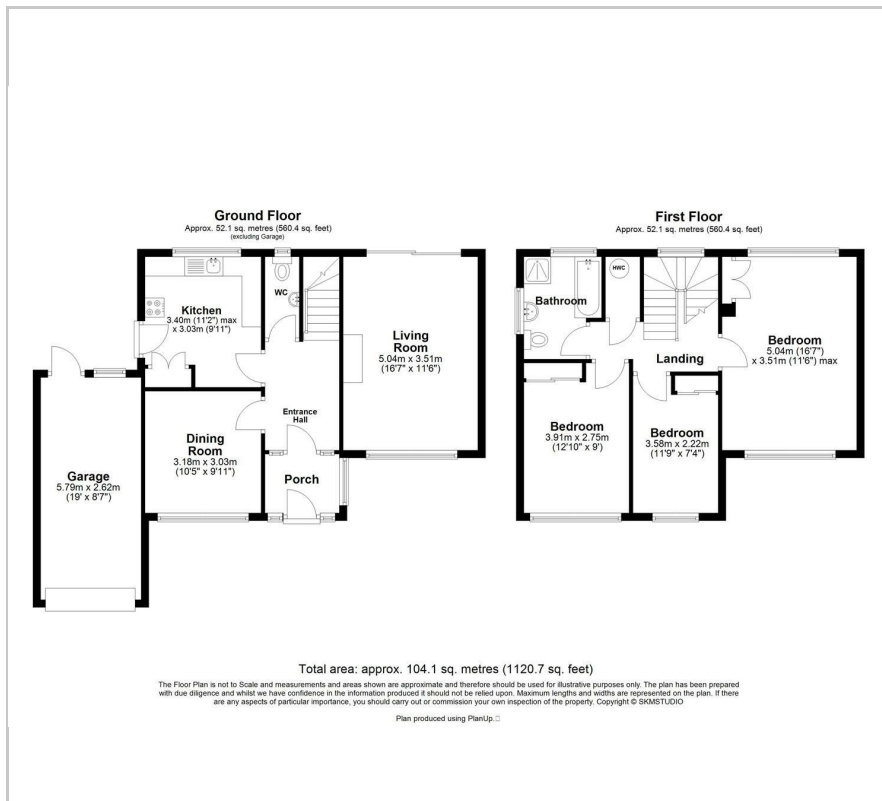 Ground Floor
Approx. 52.1 sq. metres (560.4 sq. feet)
(excluding Garage)
Kitchen
3.40m (11'2") max
x 3.03m (9'11")
WC
Living
Room
5.04m x 3.51m
(16'7" x 11'6")
Entrance
Hall
Dining
Room
3.18m x 3.03m
(10'5" x 9'11")
Porch
Garage
5.79m x 2.62m
(19' x 8'7")
First Floor
Approx. 52.1 sq. metres (560.4 sq. feet)
HWC
Bathroom
Bedroom
5.04m (16'7")
x 3.51m (11'6") max
Landing
Bedroom
3.91m x 2.75m
(12'10" x 9')
Bedroom
3.58m x 2.22m
(11'9" x 7'4")
Total area: approx. 104.1 sq. metres (1120.7 sq. feet)
The Floor Plan is not to Scale and measurements and areas shown are approximate and therefore should be used for illustrative purposes only. The plan has been prepared
with due diligence and whilst we have confidence in the information produced it should not be relied upon. Maximum lengths and widths are represented on the plan. If there
are any aspects of particular importance, you should carry out or commission your own inspection of the property. Copyright © SKMSTUDIO
Plan produced using PlanUp.